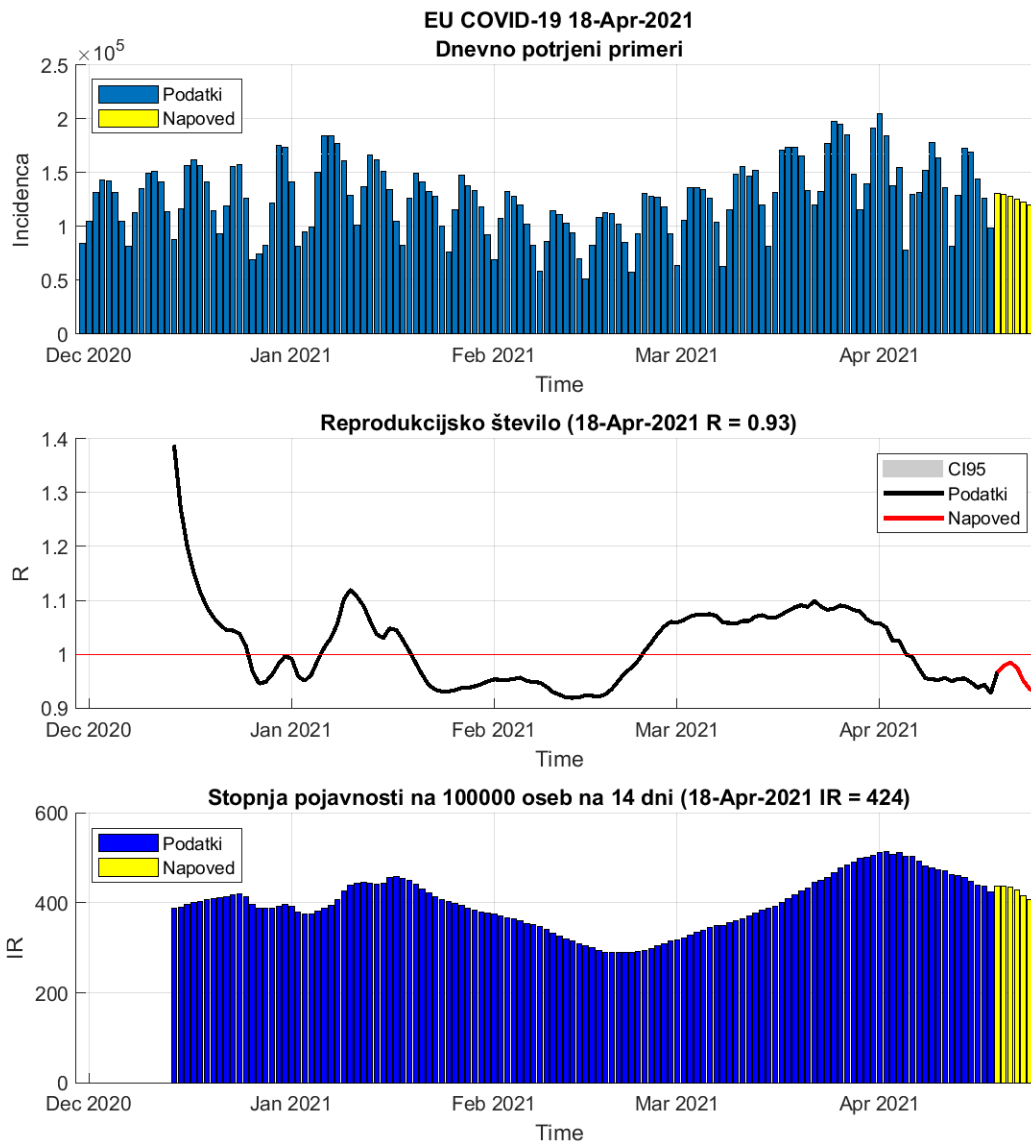 EU COVID-19 18-Apr-2021
Dnevno potrjeni primeri
×10^5
2.5
2
1.5
1
0.5
0
Incidenca
Podatki
Napoved
Dec 2020
Jan 2021
Feb 2021
Mar 2021
Apr 2021
Time
Reprodukcijsko število (18-Apr-2021 R = 0.93)
1.4
1.3
1.2
1.1
1
0.9
R
CI95
Podatki
Napoved
Dec 2020
Jan 2021
Feb 2021
Mar 2021
Apr 2021
Time
Stopnja pojavnosti na 100000 oseb na 14 dni (18-Apr-2021 IR = 424)
600
400
200
0
IR
Podatki
Napoved
Dec 2020
Jan 2021
Feb 2021
Mar 2021
Apr 2021
Time